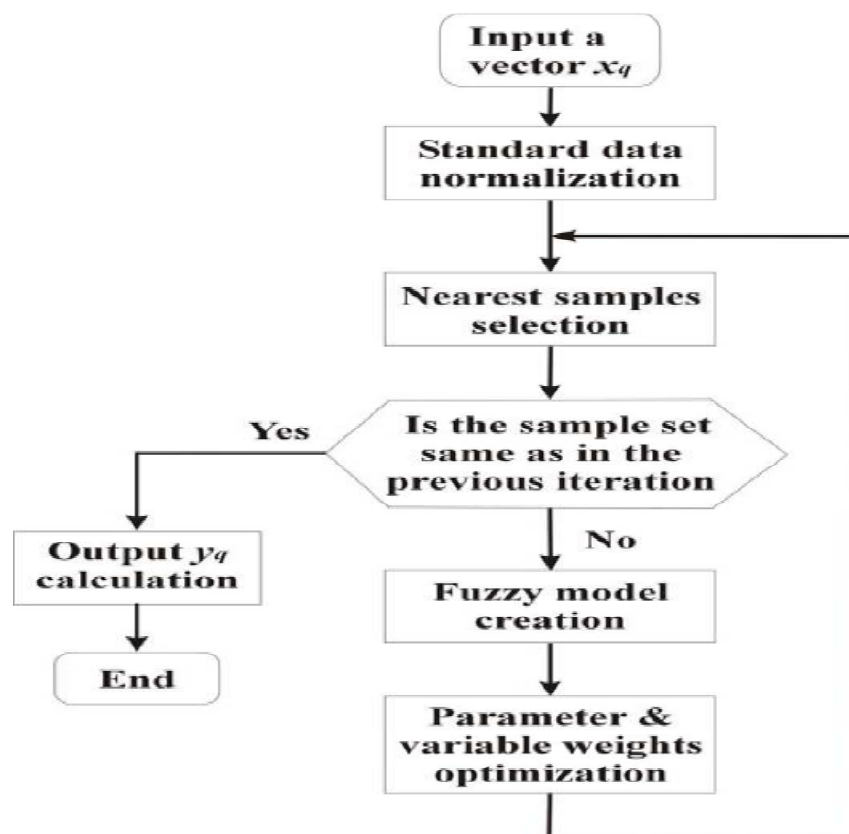 Input a
vector xq
Standard data
normalization
Nearest samples
selection
Is the sample set
same as in the
previous iteration
Yes
No
Output yq
calculation
End
Fuzzy model
creation
Parameter &
variable weights
optimization